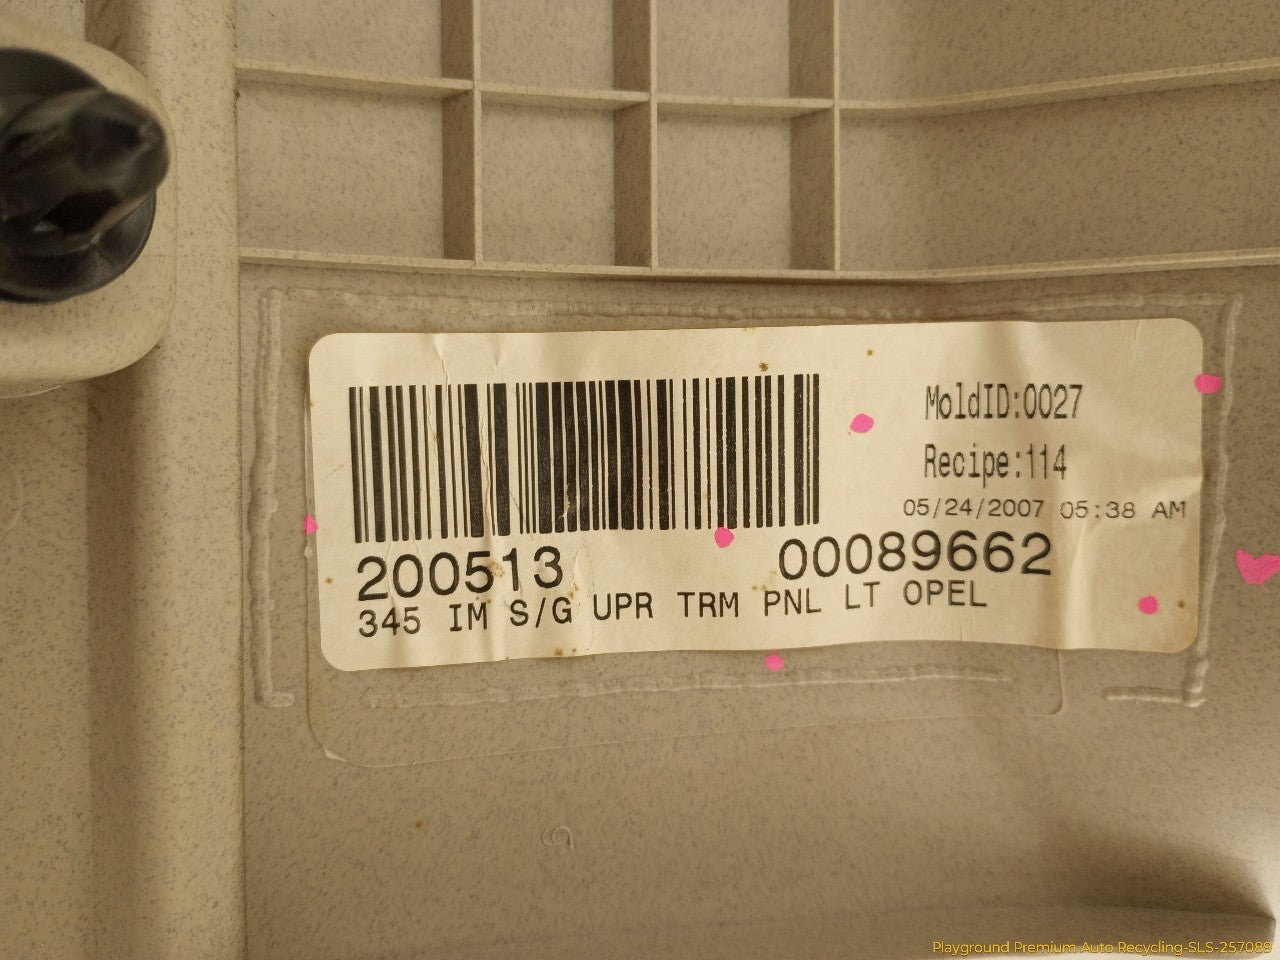 MoldID:0027
Recipe:114
05/24/2007 05:38 AM
200513 00089662
345 IM S/G UPR TRM PNL LT OPEL
Playground Premium Auto Recycling-SLS-257089